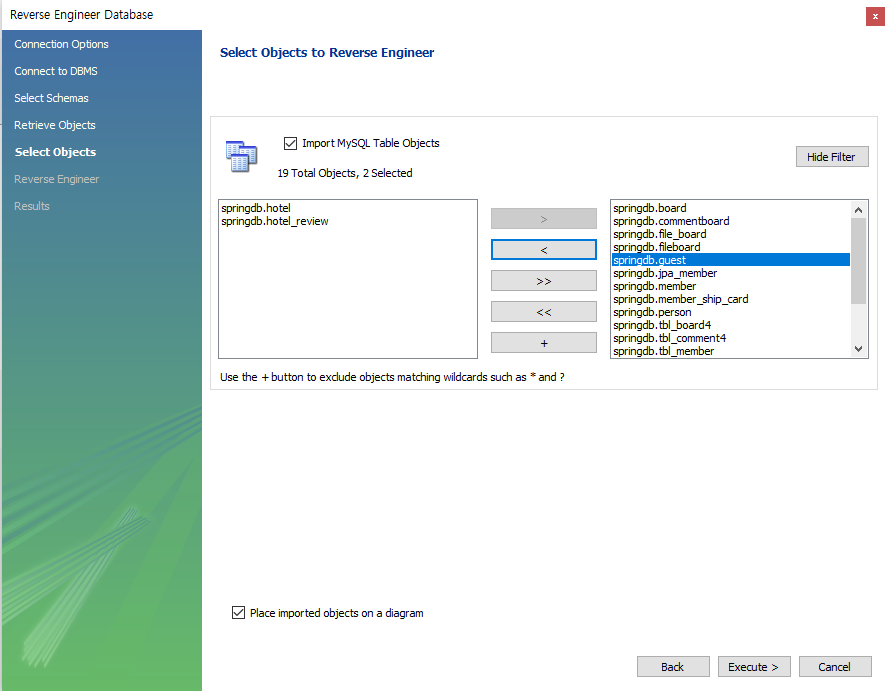 Reverse Engineer Database
x
Connection Options
Connect to DBMS
Select Schemas
Retrieve Objects
Select Objects
Reverse Engineer
Results
Select Objects to Reverse Engineer
Import MySQL Table Objects
19 Total Objects, 2 Selected
Hide Filter
springdb.hotel
springdb.hotel_review
>
<
>>
<<
+
springdb.board
springdb.commentboard
springdb.file_board
springdb.fileboard
springdb.guest
springdb.jpa_member
springdb.member
springdb.member_ship_card
springdb.person
springdb.tbl_board4
springdb.tbl_comment4
springdb.tbl_member
Use the + button to exclude objects matching wildcards such as * and ?
Place imported objects on a diagram
Back
Execute >
Cancel